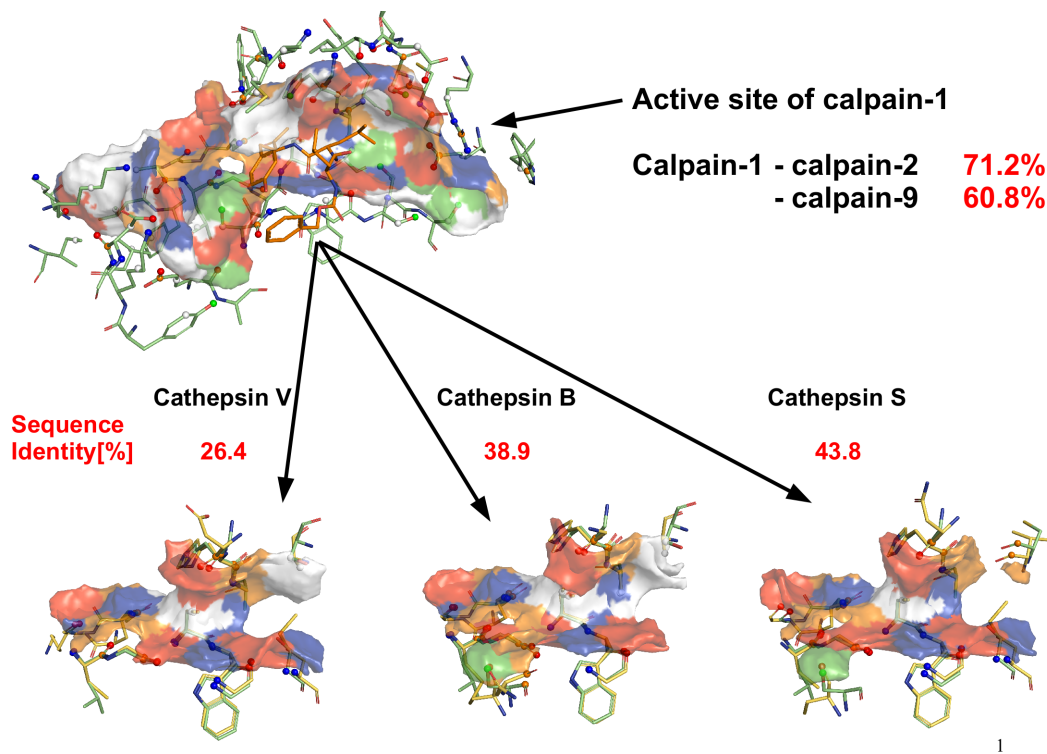 Active site of calpain-1
Calpain-1 - calpain-2 71.2%
- calpain-9 60.8%
Cathepsin V Cathepsin B Cathepsin S
Sequence
Identity[%] 26.4 38.9 43.8
1